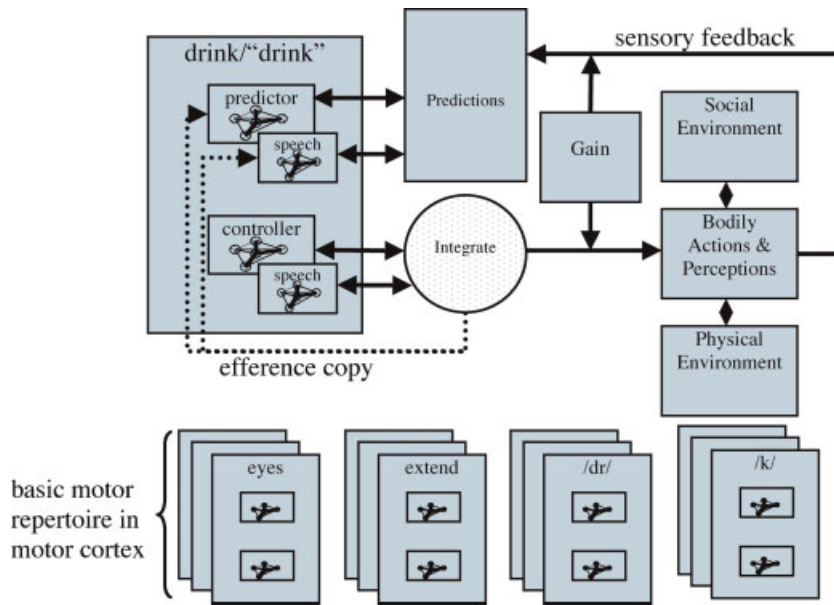 drink/“drink”
predictor
speech
controller
speech
Predictions
Integrate
efference copy
sensory feedback
Gain
Social
Environment
Bodily
Actions &
Perceptions
Physical
Environment
basic motor
repertoire in
motor cortex
eyes
extend
/dr/
/k/